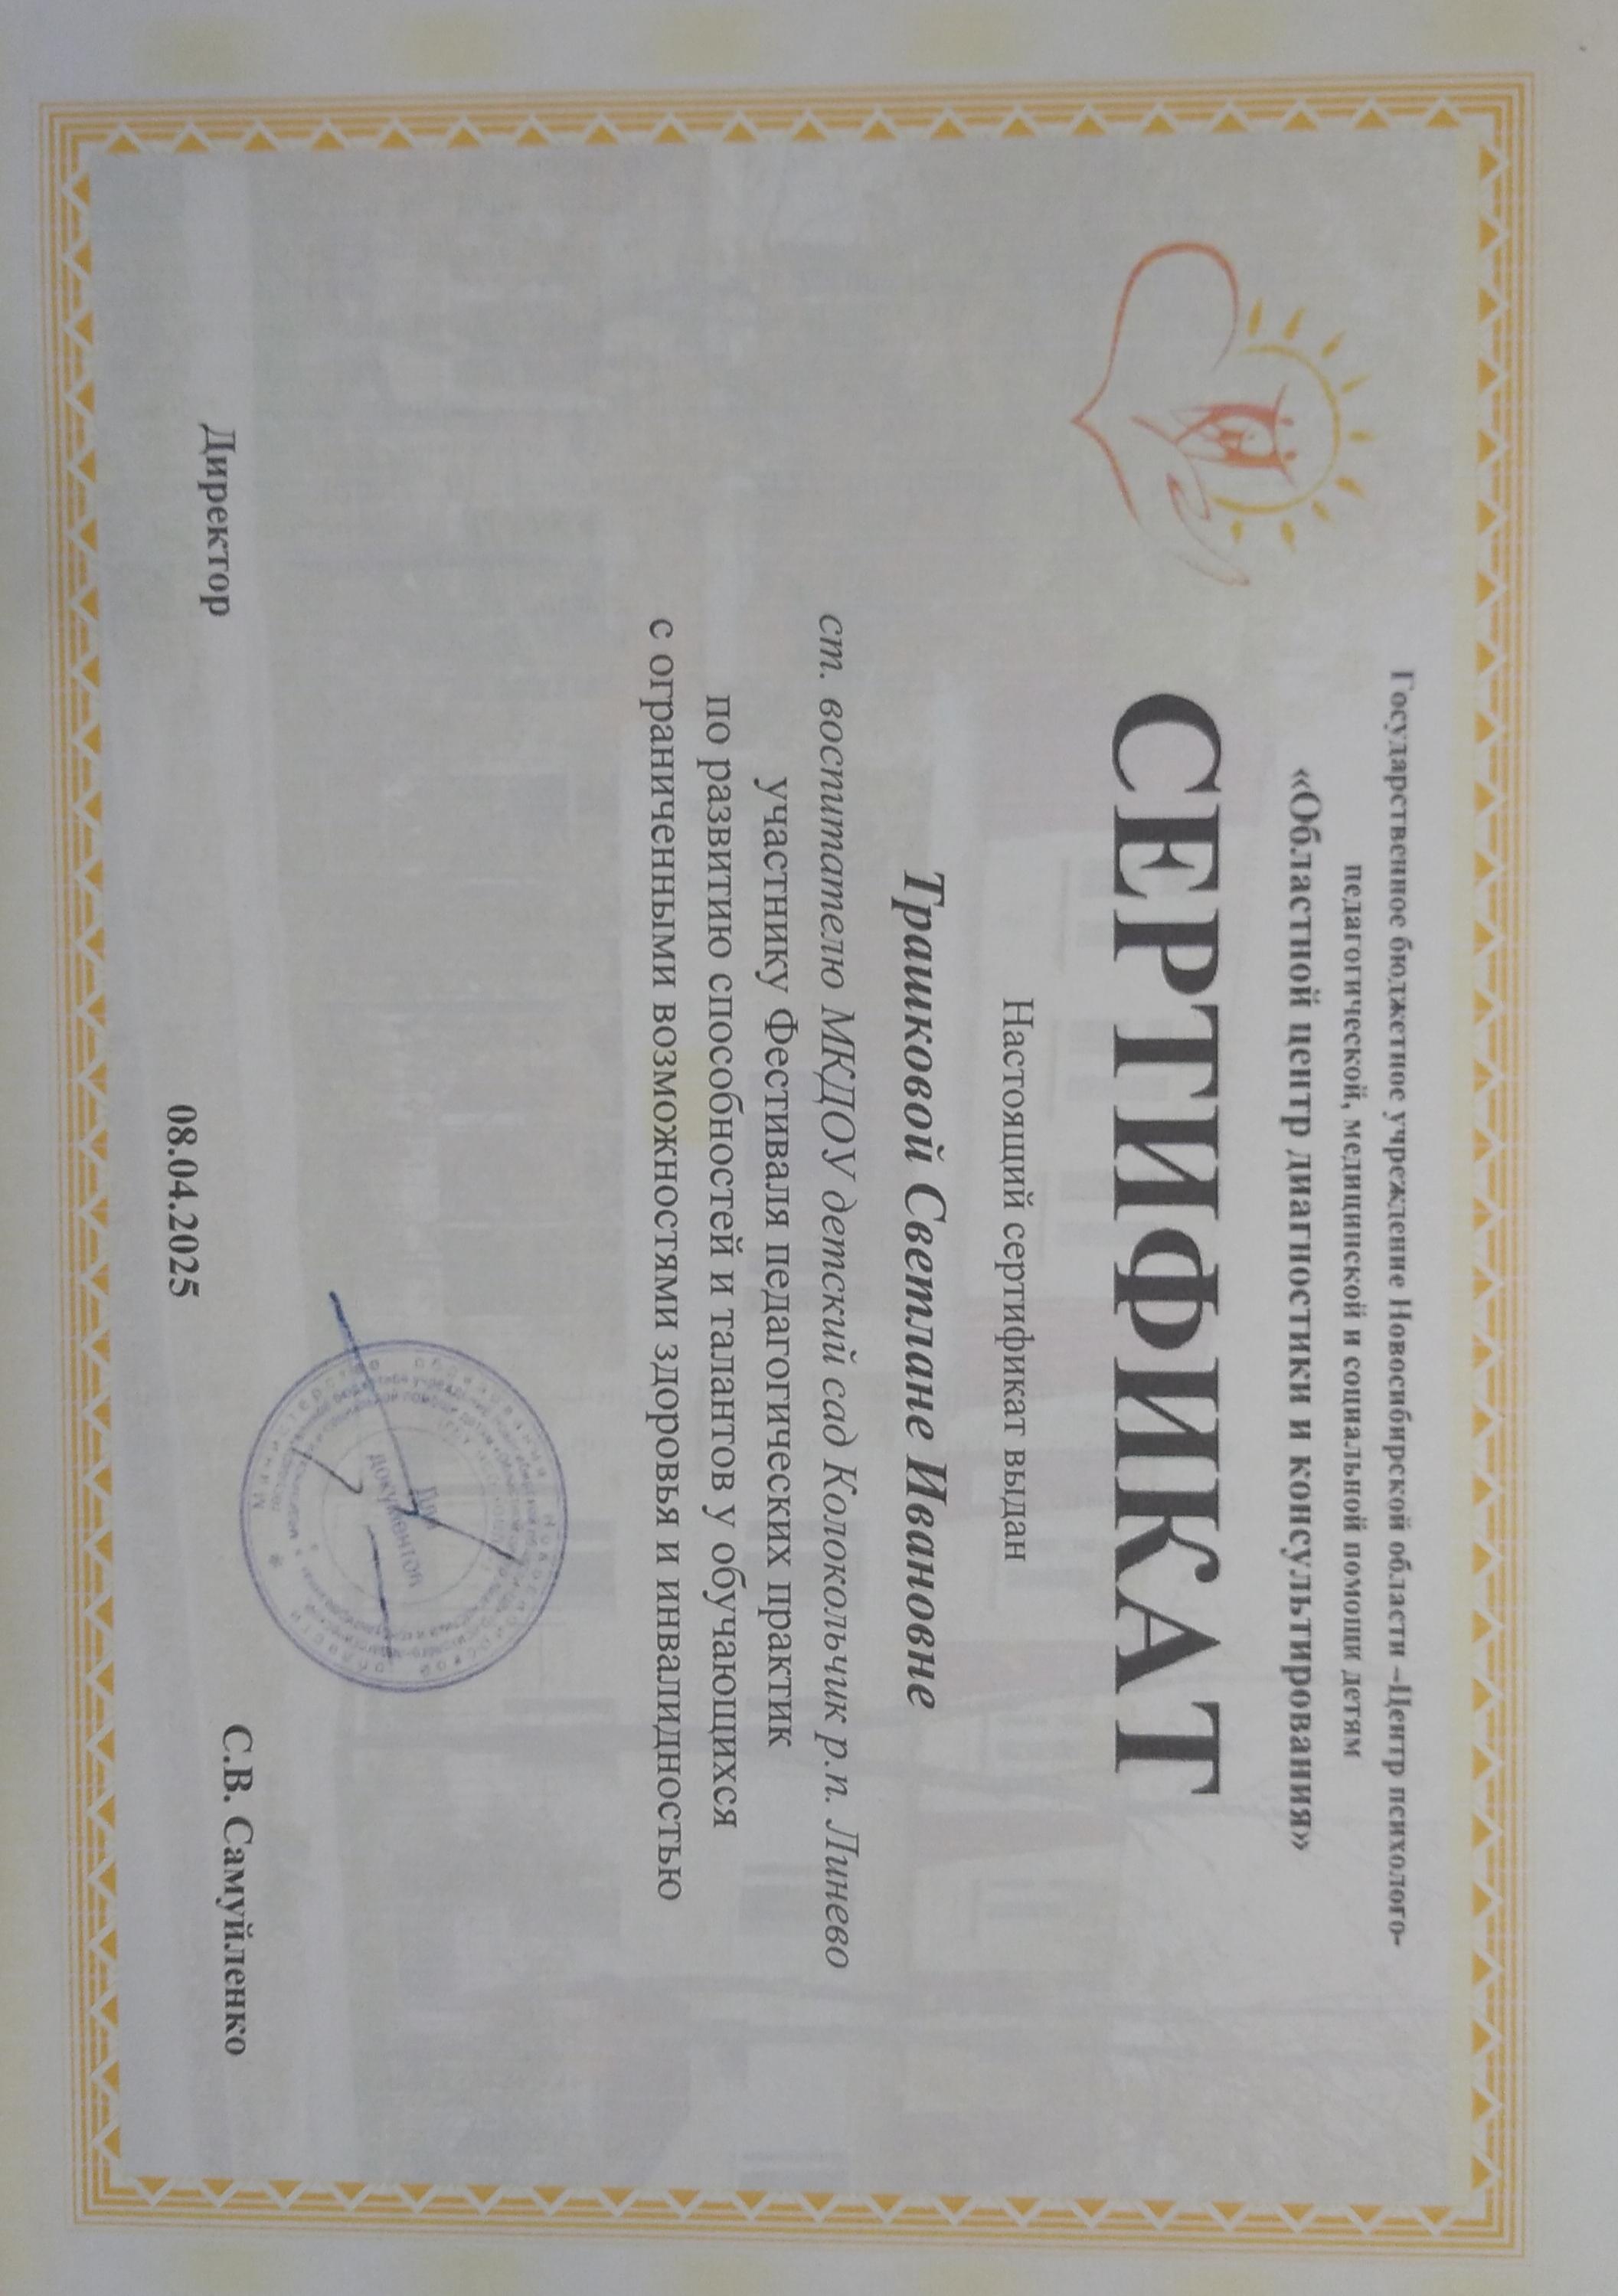 Государственное бюджетное учреждение Новосибирской области –Центр психолого-
педагогической, медицинской и социальной помощи детям
«Областной центр диагностики и консультирования»
СЕРТИФИКАТ
Настоящий сертификат выдан
Трашковой Светлане Ивановне
ст. воспитателю МКДОУ детский сад Колокольчик р.п. Линево
участнику Фестиваля педагогических практик
по развитию способностей и талантов у обучающихся
с ограниченными возможностями здоровья и инвалидностью
Для
документов
Директор
С.В. Самуйленко
08.04.2025